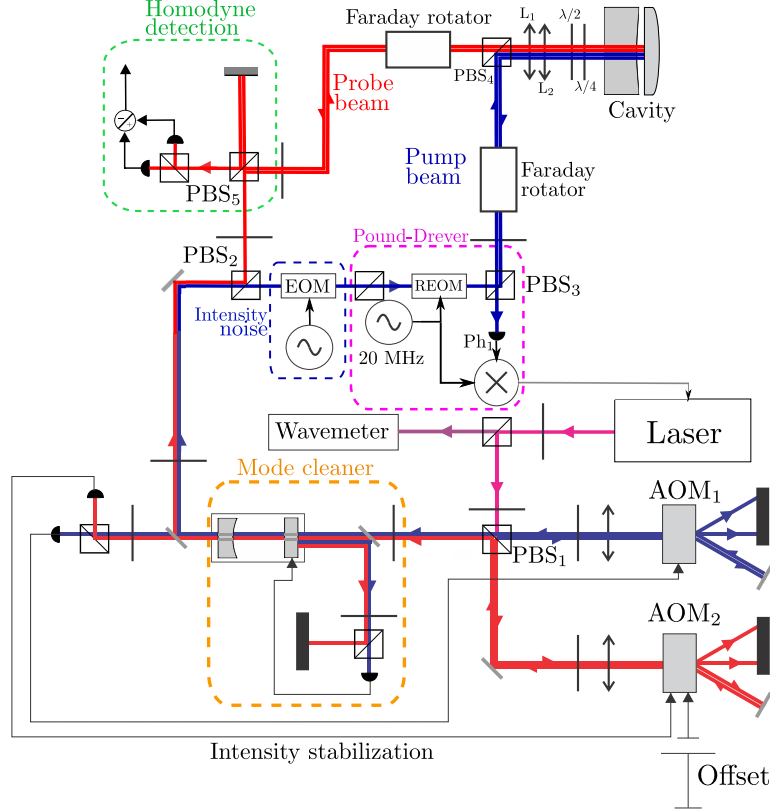 Homodyne
detection
Faraday
rotator
L1
L2
λ/2
λ/4
PBS4
Cavity
Probe
beam
-
+
PBS5
Pump
beam
Faraday
rotator
Pound-Drever
PBS2
EOM
REOM
PBS3
Intensity
noise
20 MHz
Ph1
Wavemeter
Laser
Mode cleaner
AOM1
PBS1
AOM2
Intensity stabilization
Offset